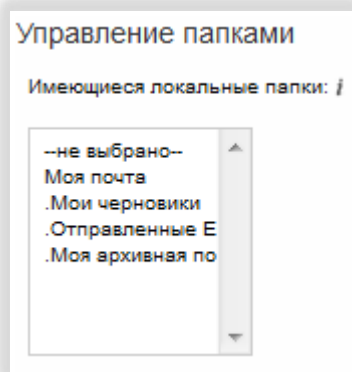 Управление папками
Имеющиеся локальные папки: i
--не выбрано--
Моя почта
.Мои черновики
.Отправленные E
.Моя архивная по